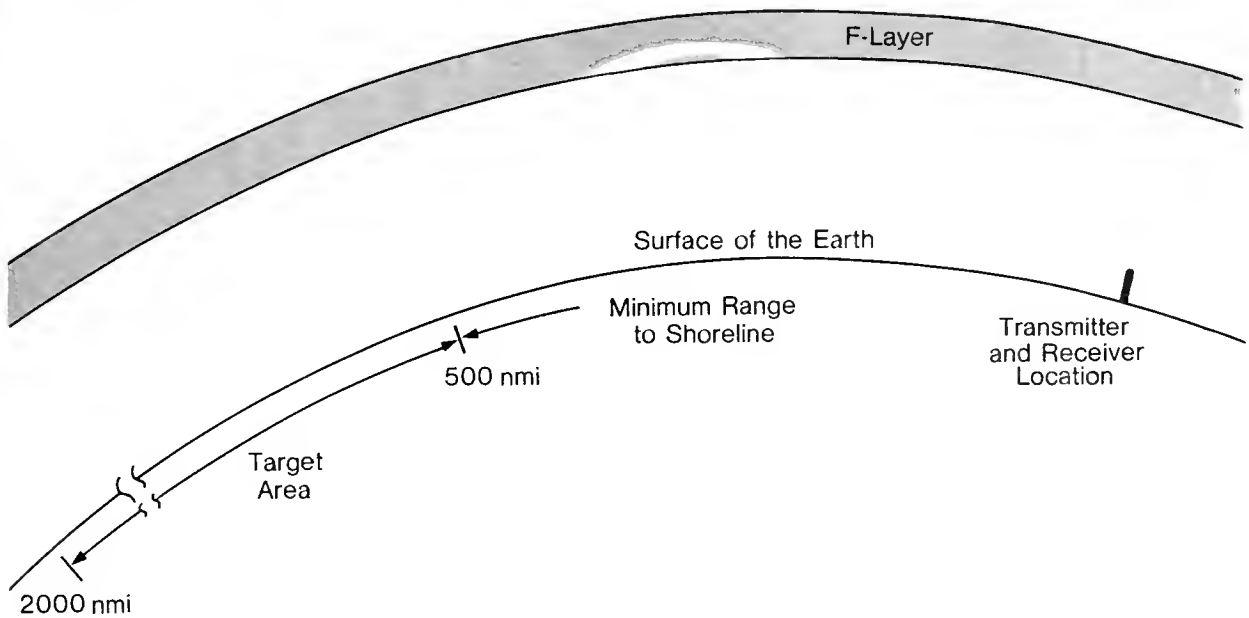 F-Layer
Surface of the Earth
Minimum Range
to Shoreline
500 nmi
Transmitter
and Receiver
Location
Target
Area
2000 nmi